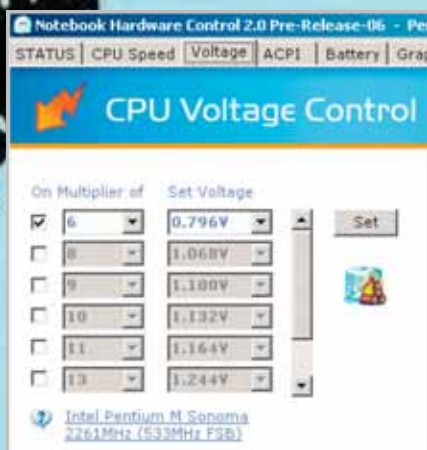 Notebook Hardware Control 2.0 Pre-Release-06 - Pe
STATUS CPU Speed Voltage ACPI Battery Grap
CPU Voltage Control
On Multiplier of Set Voltage
6 0.796V Set
8 1.068V
9 1.100V
10 1.132V
11 1.164V
13 1.244V
Intel Pentium M Sonoma
2261MHz (533MHz FSB)